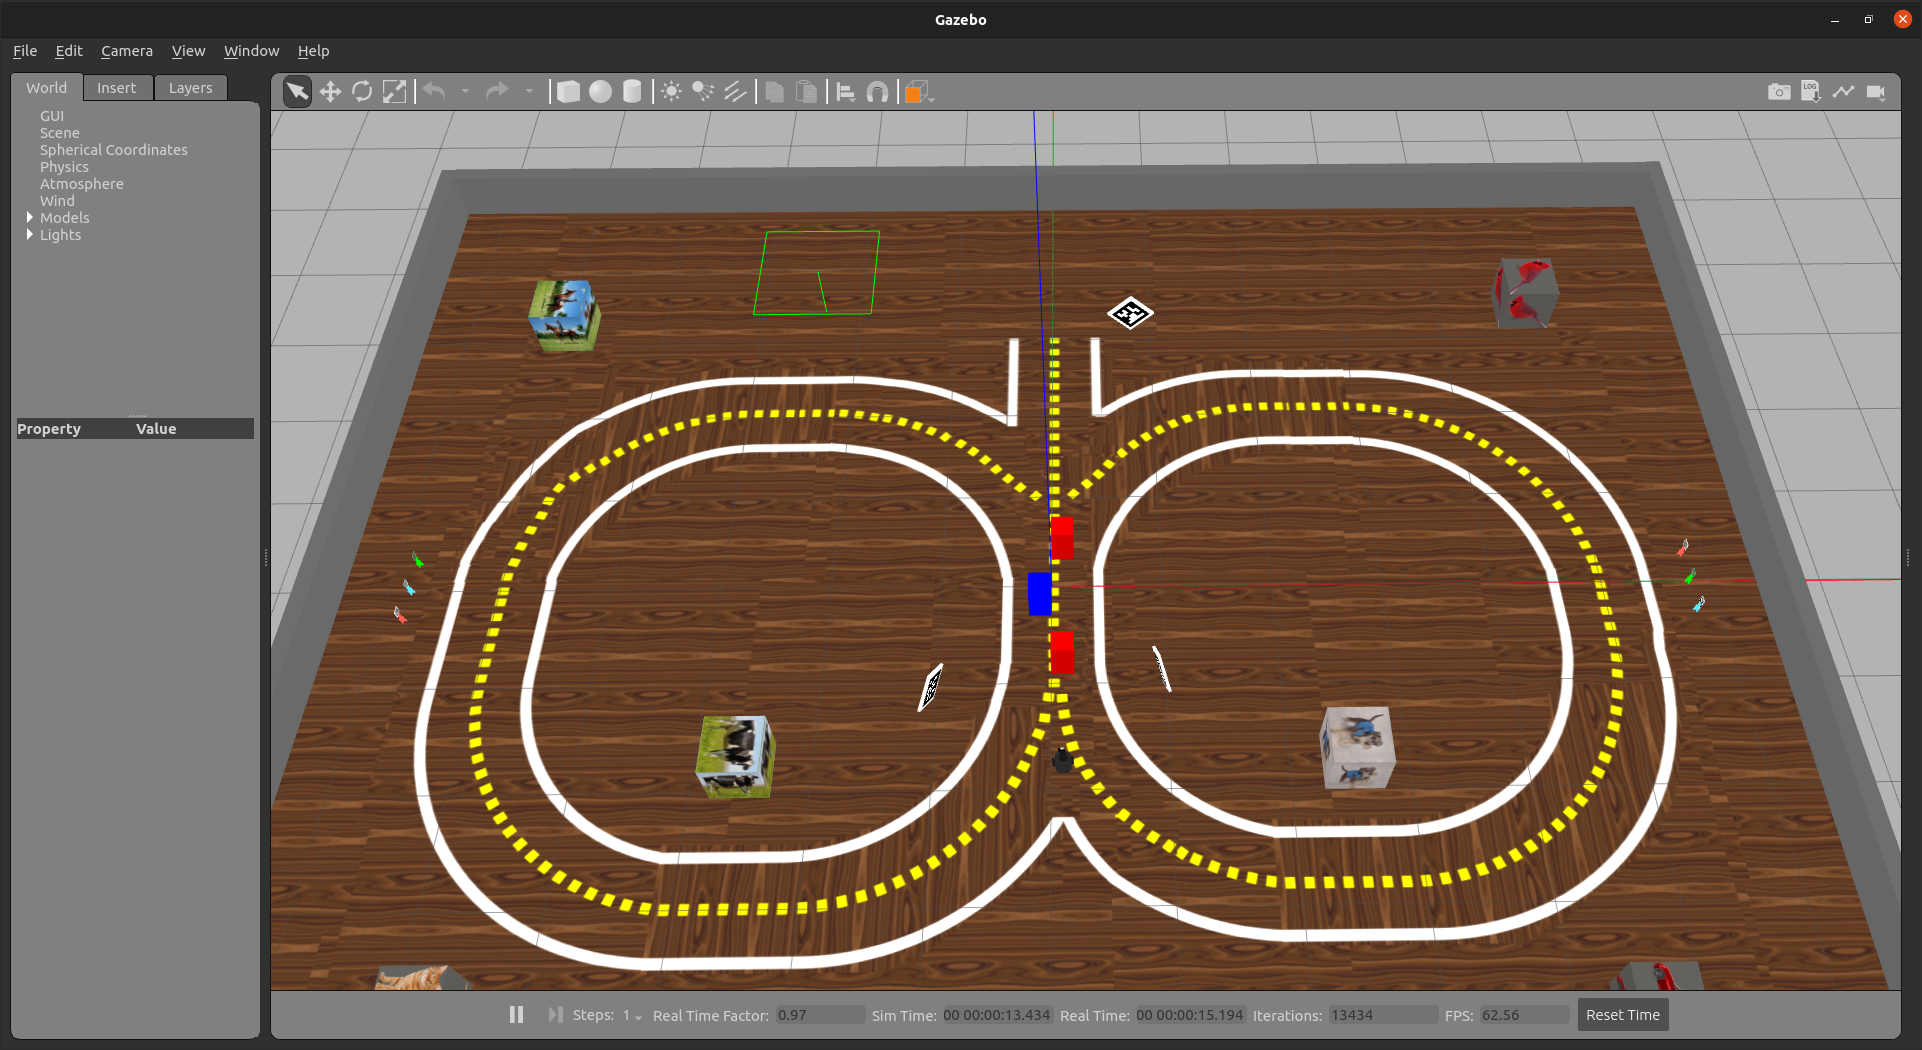 Gazebo
File Edit Camera View Window Help
World Insert Layers
GUI
Scene
Spherical Coordinates
Physics
Atmosphere
Wind
Models
Lights
Property Value
LOG
Steps: 1 Real Time Factor: 0.97 Sim Time: 00 00:00:13.434 Real Time: 00 00:00:15.194 Iterations: 13434 FPS: 62.56 Reset Time